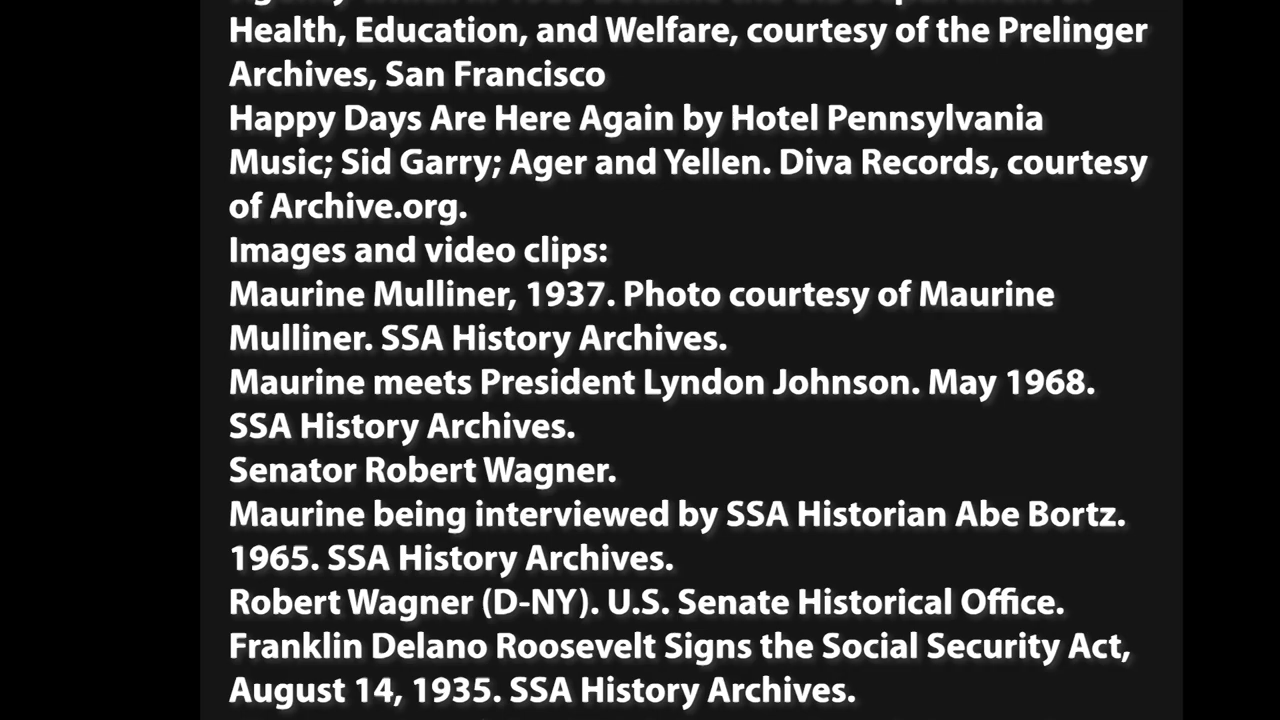 Health, Education, and Welfare, courtesy of the Prelinger
Archives, San Francisco
Happy Days Are Here Again by Hotel Pennsylvania
Music; Sid Garry; Ager and Yellen. Diva Records, courtesy
of Archive.org.
Images and video clips:
Maurine Mulliner, 1937. Photo courtesy of Maurine
Mulliner. SSA History Archives.
Maurine meets President Lyndon Johnson. May 1968.
SSA History Archives.
Senator Robert Wagner.
Maurine being interviewed by SSA Historian Abe Bortz.
1965. SSA History Archives.
Robert Wagner (D-NY). U.S. Senate Historical Office.
Franklin Delano Roosevelt Signs the Social Security Act,
August 14, 1935. SSA History Archives.